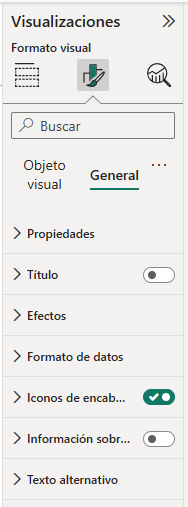 Visualizaciones
Formato visual
Buscar
Objeto
visual
General
Propiedades
Título
Efectos
Formato de datos
Iconos de encab...
Información sobr...
Texto alternativo